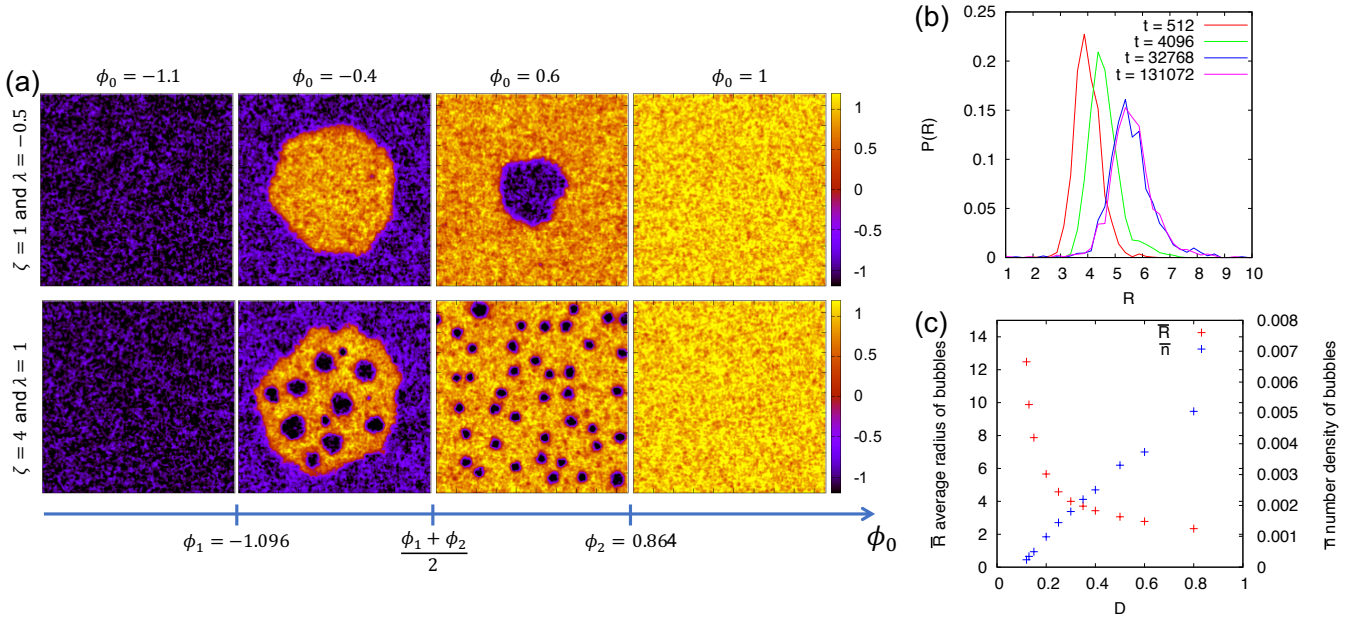 (a)
ϕ₀ = −1.1
ϕ₀ = −0.4
ϕ₀ = 0.6
ϕ₀ = 1
ζ = 1 and λ = −0.5
1
0.5
0
-0.5
-1
ζ = 4 and λ = 1
1
0.5
0
-0.5
-1
ϕ₁ = −1.096
(ϕ₁ + ϕ₂)/2
ϕ₂ = 0.864
ϕ₀
(b)
P(R)
0.25
0.2
0.15
0.1
0.05
0
t = 512
t = 4096
t = 32768
t = 131072
1 2 3 4 5 6 7 8 9 10
R
(c)
R̅ average radius of bubbles
14
12
10
8
6
4
2
0
R̅
n̅
0.008
0.007
0.006
0.005
0.004
0.003
0.002
0.001
0
n̅ number density of bubbles
0 0.2 0.4 0.6 0.8 1
D